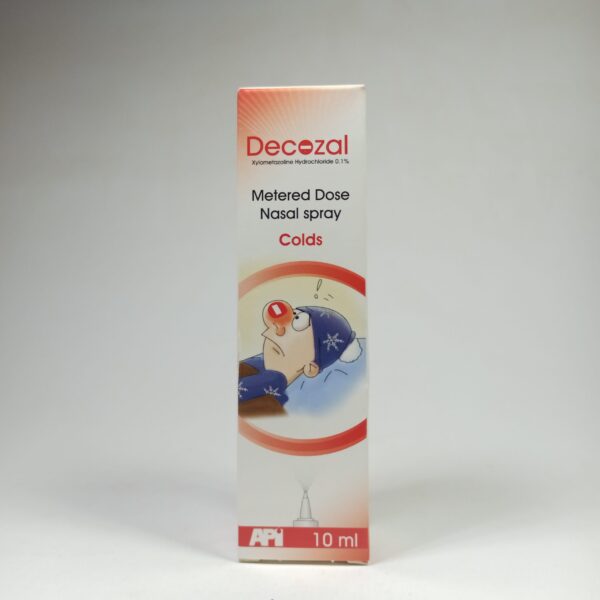 Decozal
Xylometazoline Hydrochloride 0.1%
Metered Dose
Nasal spray
Colds
!
API 10 ml